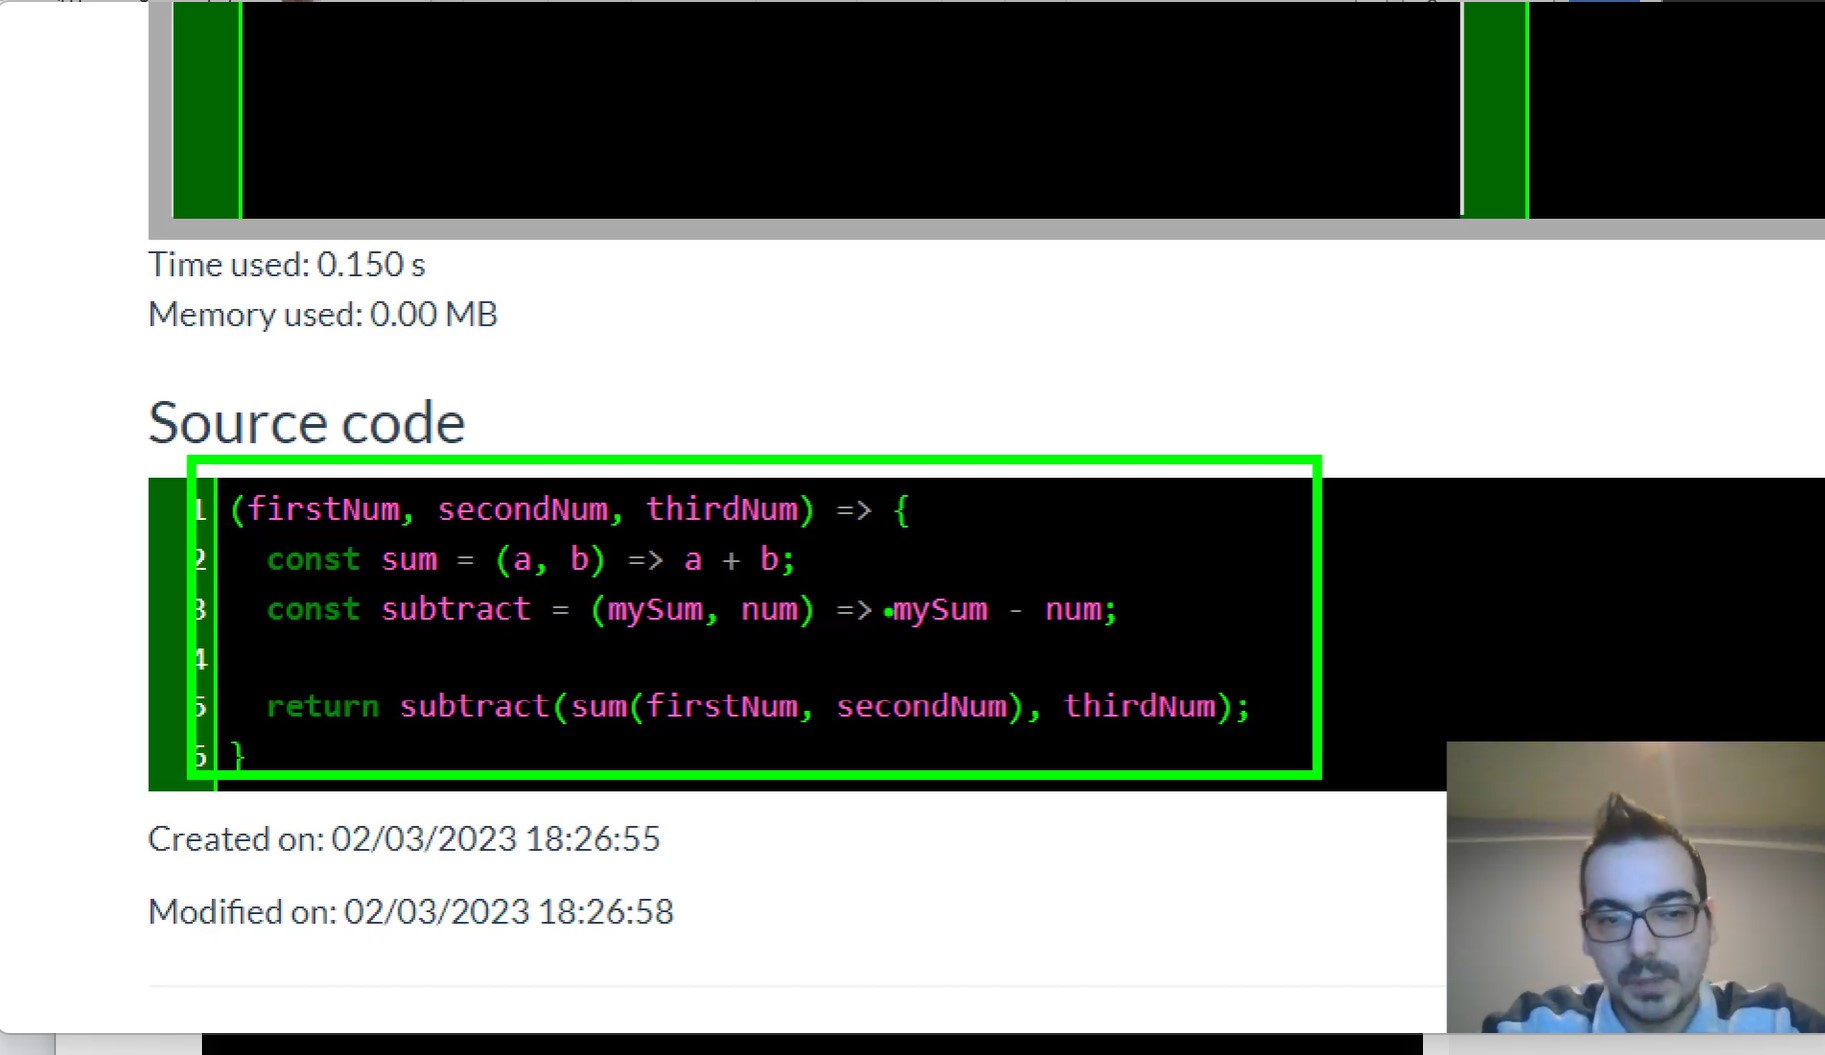 Time used: 0.150 s
Memory used: 0.00 MB
Source code
1 (firstNum, secondNum, thirdNum) => {
2 const sum = (a, b) => a + b;
3 const subtract = (mySum, num) => mySum - num;
4
5 return subtract(sum(firstNum, secondNum), thirdNum);
6 }
Created on: 02/03/2023 18:26:55
Modified on: 02/03/2023 18:26:58